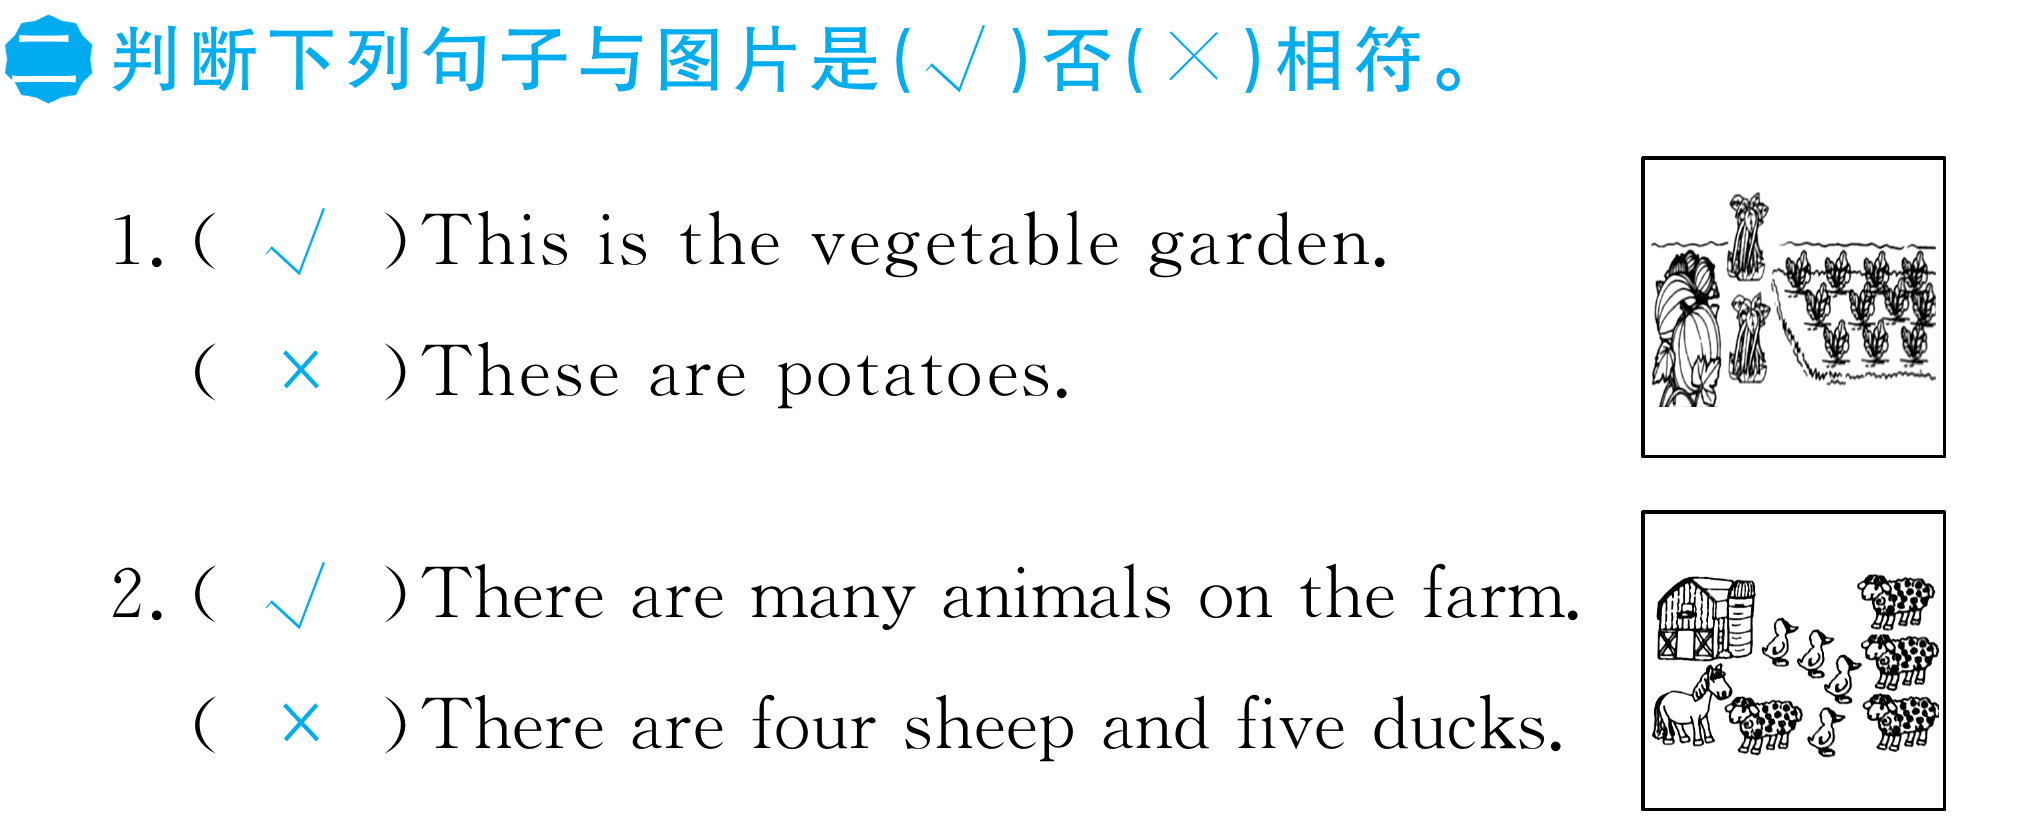 二 判断下列句子与图片是(√)否(×)相符。
1. ( √ )This is the vegetable garden.
( × )These are potatoes.
2. ( √ )There are many animals on the farm.
( × )There are four sheep and five ducks.